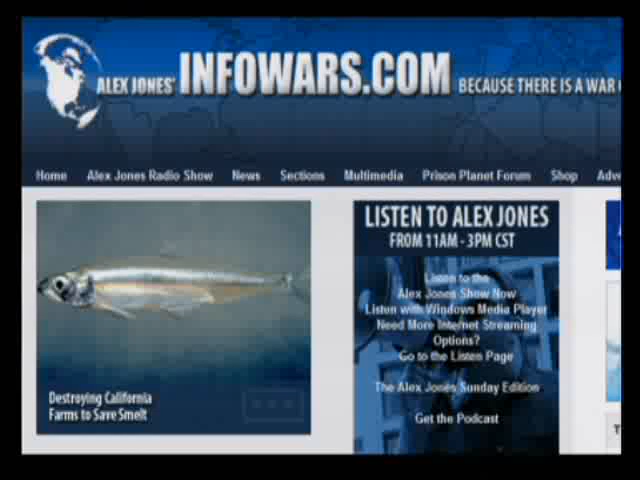 ALEX JONES' INFOWARS.COM BECAUSE THERE IS A WAR
Home Alex Jones Radio Show News Sections Multimedia Prison Planet Forum Shop Adve
LISTEN TO ALEX JONES
FROM 11AM - 3PM CST
Listen to the
Alex Jones Show Now
Listen with Windows Media Player
Need More Internet Streaming
Options?
Go to the Listen Page
The Alex Jones Sunday Edition
Get the Podcast
Destroying California
Farms to Save Smelt